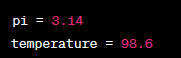 pi = 3.14
temperature = 98.6